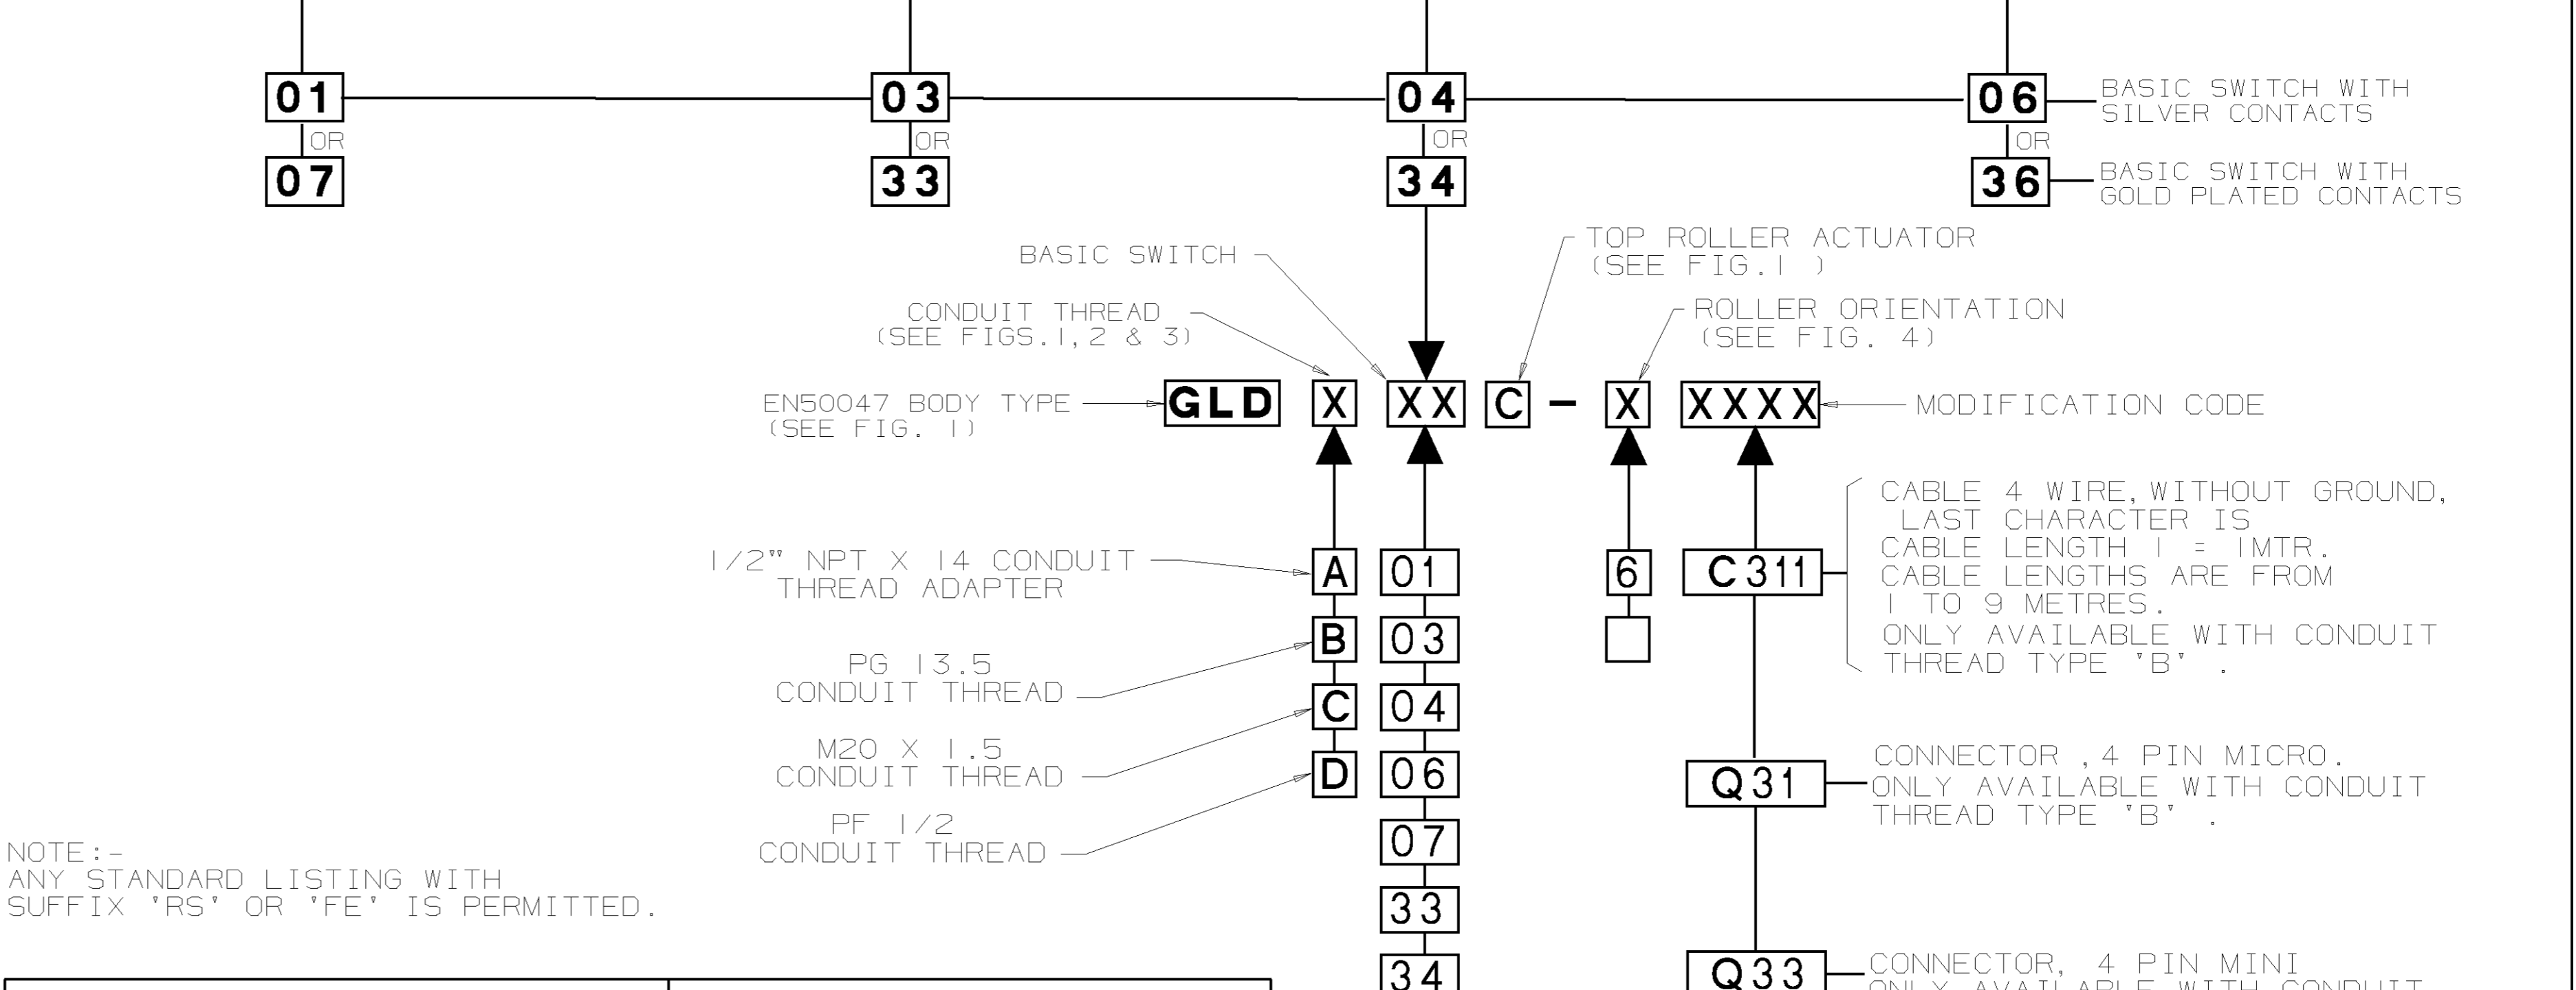 01
03
04
06
BASIC SWITCH WITH
SILVER CONTACTS
OR
OR
OR
OR
07
33
34
36
BASIC SWITCH WITH
GOLD PLATED CONTACTS
BASIC SWITCH
TOP ROLLER ACTUATOR
(SEE FIG.1 )
CONDUIT THREAD
(SEE FIGS.1,2 & 3)
ROLLER ORIENTATION
(SEE FIG. 4)
EN50047 BODY TYPE
(SEE FIG. 1)
GLD X XX C - X XXXX
MODIFICATION CODE
1/2" NPT X 14 CONDUIT
THREAD ADAPTER
PG 13.5
CONDUIT THREAD
M20 X 1.5
CONDUIT THREAD
PF 1/2
CONDUIT THREAD
A
B
C
D
01
03
04
06
07
33
34
6
C311
CABLE 4 WIRE,WITHOUT GROUND,
LAST CHARACTER IS
CABLE LENGTH 1 = 1MTR.
CABLE LENGTHS ARE FROM
1 TO 9 METRES.
ONLY AVAILABLE WITH CONDUIT
THREAD TYPE 'B' .
Q31
CONNECTOR ,4 PIN MICRO.
ONLY AVAILABLE WITH CONDUIT
THREAD TYPE 'B' .
Q33
CONNECTOR, 4 PIN MINI
ONLY AVAILABLE WITH CONDUIT
NOTE:-
ANY STANDARD LISTING WITH
SUFFIX 'RS' OR 'FE' IS PERMITTED.